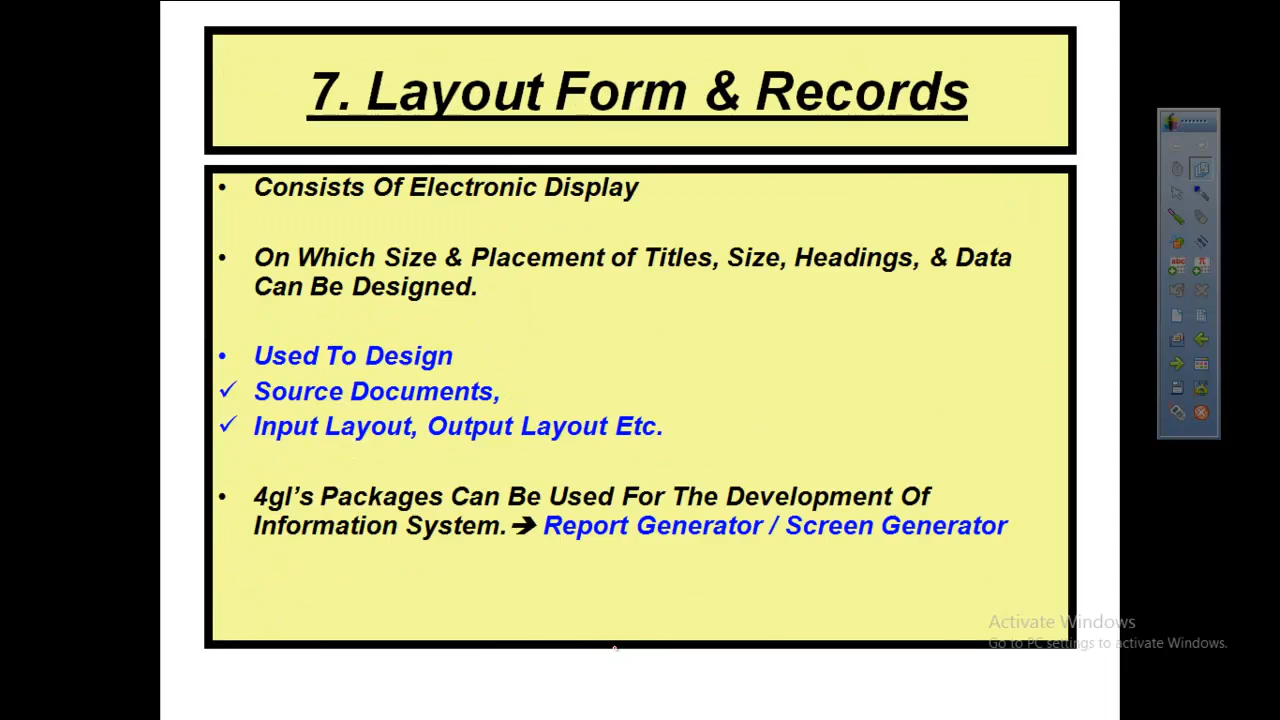 7. Layout Form & Records
• Consists Of Electronic Display
• On Which Size & Placement of Titles, Size, Headings, & Data
Can Be Designed.
• Used To Design
✓ Source Documents,
✓ Input Layout, Output Layout Etc.
• 4gl’s Packages Can Be Used For The Development Of
Information System.➔ Report Generator / Screen Generator
abc
π
Activate Windows
Go to PC settings to activate Windows.